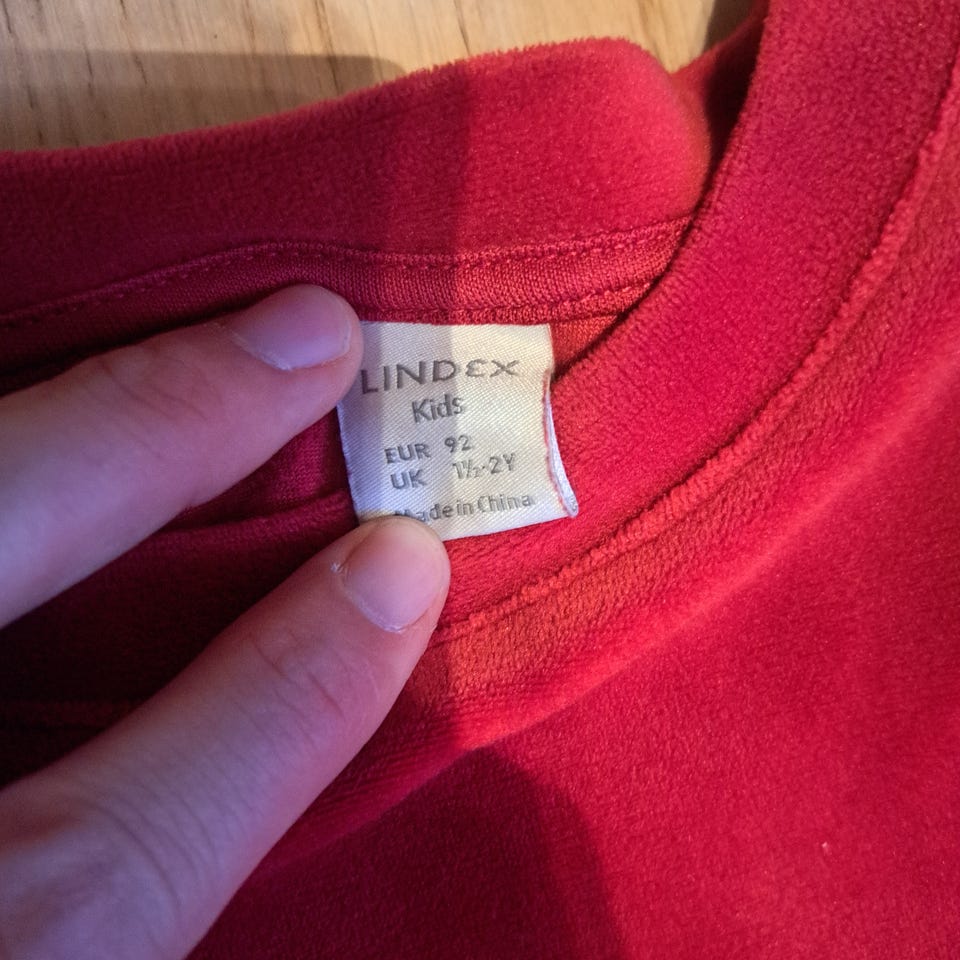 LINDEX
Kids
EUR 92
UK 1½-2Y
Made in China